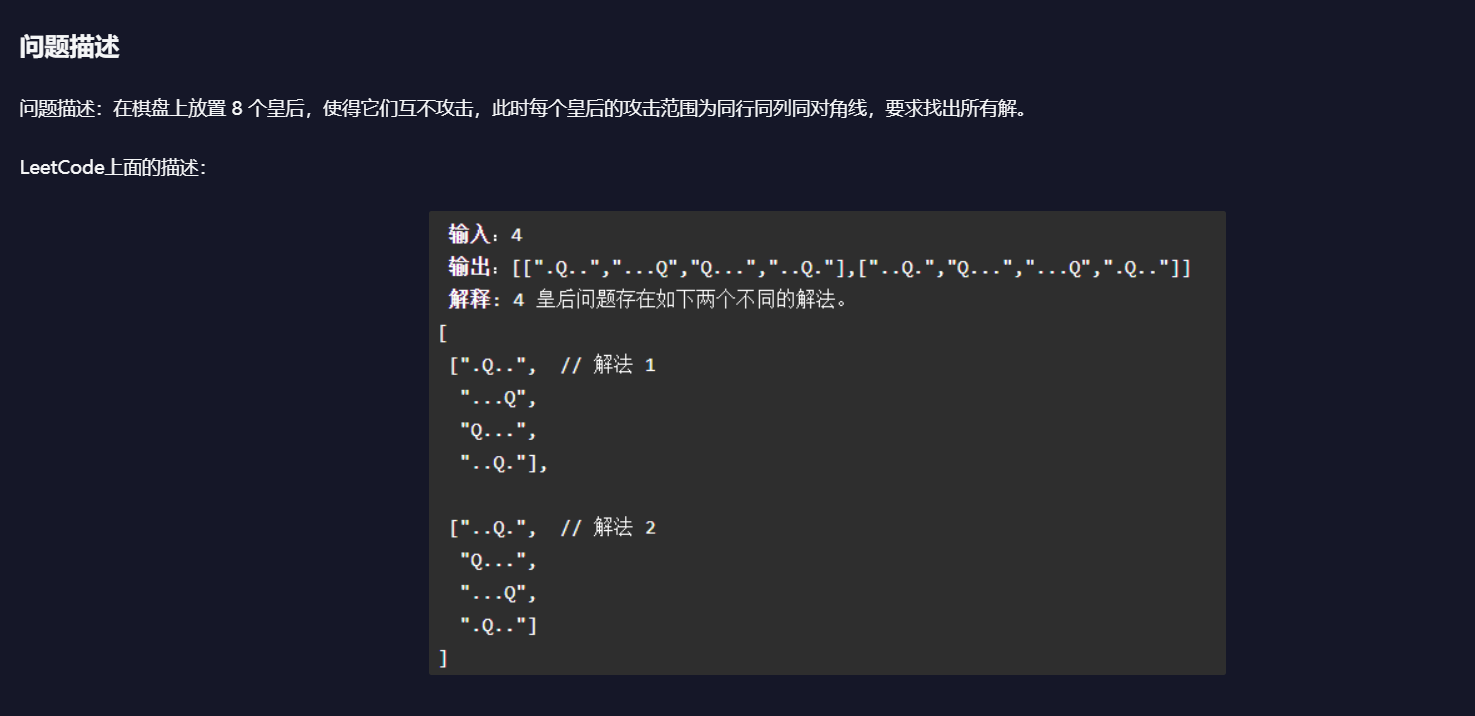 问题描述
问题描述：在棋盘上放置 8 个皇后，使得它们互不攻击，此时每个皇后的攻击范围为同行同列同对角线，要求找出所有解。
LeetCode上面的描述：
输入：4
输出：[[".Q..","...Q","Q...","..Q."],["..Q.","Q...","...Q",".Q.."]]
解释: 4 皇后问题存在如下两个不同的解法。
[
[".Q..",  // 解法 1
"...Q",
"Q...",
"..Q."],
["..Q.",  // 解法 2
"Q...",
"...Q",
".Q.."]
]